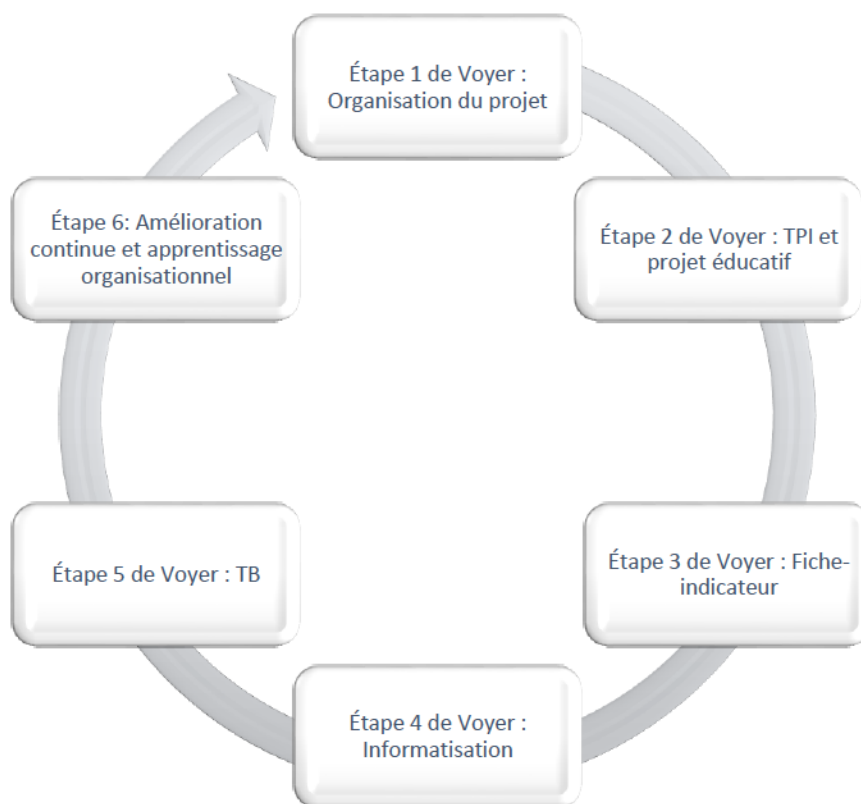 Étape 1 de Voyer :
Organisation du projet
Étape 2 de Voyer : TPI et
projet éducatif
Étape 3 de Voyer : Fiche-
indicateur
Étape 4 de Voyer :
Informatisation
Étape 5 de Voyer : TB
Étape 6: Amélioration
continue et apprentissage
organisationnel